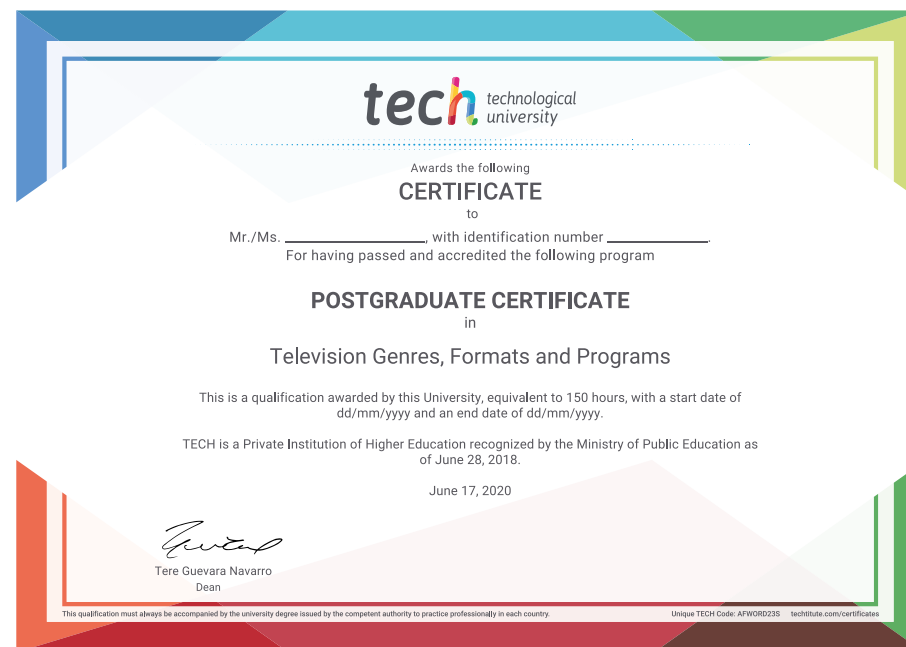 tech technological
university
Awards the following
CERTIFICATE
to
Mr./Ms. ____________________, with identification number ______________.
For having passed and accredited the following program
POSTGRADUATE CERTIFICATE
in
Television Genres, Formats and Programs
This is a qualification awarded by this University, equivalent to 150 hours, with a start date of
dd/mm/yyyy and an end date of dd/mm/yyyy.
TECH is a Private Institution of Higher Education recognized by the Ministry of Public Education as
of June 28, 2018.
June 17, 2020
Tere Guevara Navarro
Dean
This qualification must always be accompanied by the university degree issued by the competent authority to practice professionally in each country. Unique TECH Code: AFWORD23S techtitute.com/certificates